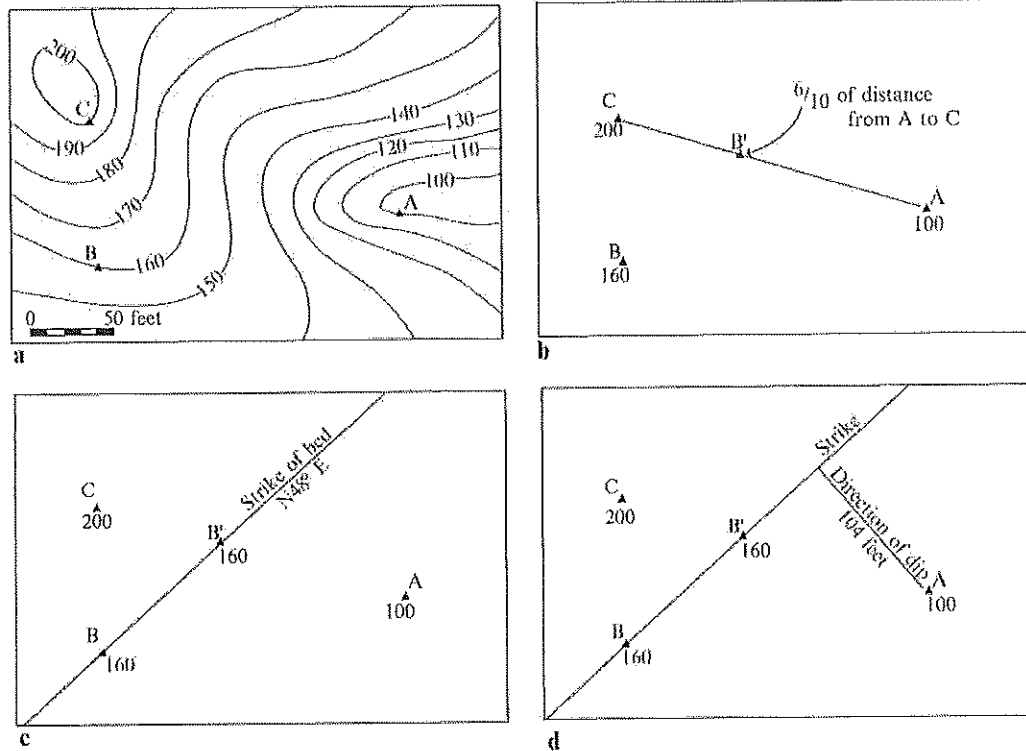 200
C
190
180
170
160
150
140
130
120
110
100
A
B
0 50 feet
a
6/10 of distance
from A to C
C
200
B'
A
100
B
160
b
Strike of bed
N48° E
C
200
B'
160
A
100
B
160
c
Strike
Direction of dip
104 feet
C
200
B'
160
A
100
B
160
d